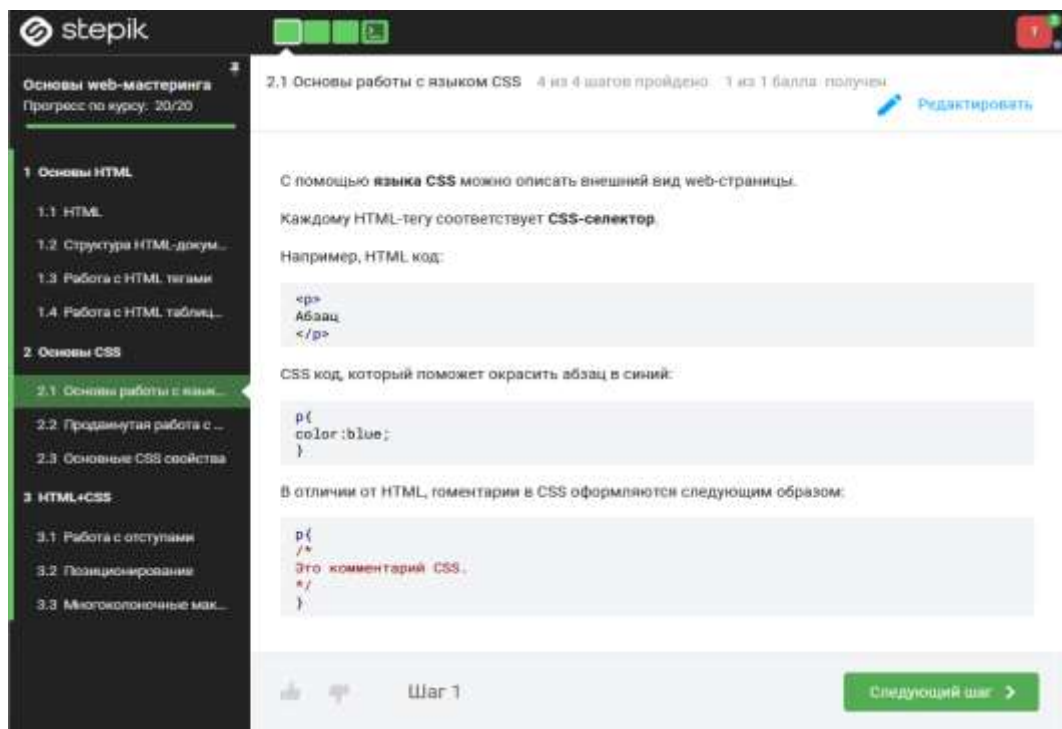 stepik
Основы web-мастеринга
Прогресс по курсу: 20/20
1 Основы HTML
1.1 HTML
1.2 Структура HTML-докум...
1.3 Работа с HTML тегами
1.4 Работа с HTML таблиц...
2 Основы CSS
2.1 Основы работы с язык...
2.2 Продвинутая работа с ...
2.3 Основные CSS свойства
3 HTML+CSS
3.1 Работа с отступами
3.2 Позиционирование
3.3 Многоколоночные мак...
2.1 Основы работы с языком CSS 4 из 4 шагов пройдено 1 из 1 балла получен
Редактировать
С помощью языка CSS можно описать внешний вид web-страницы.
Каждому HTML-тегу соответствует CSS-селектор.
Например, HTML код:
<p>
Абзац
</p>
CSS код, который поможет окрасить абзац в синий:
p{
color:blue;
}
В отличии от HTML, гоментарии в CSS оформляются следующим образом:
p{
/*
Это комментарий CSS.
*/
}
Шаг 1
Следующий шаг